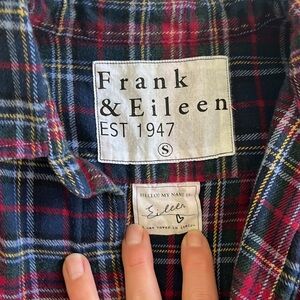 Frank
& Eileen
EST 1947
S
HELLO! MY NAME IS
Eileen